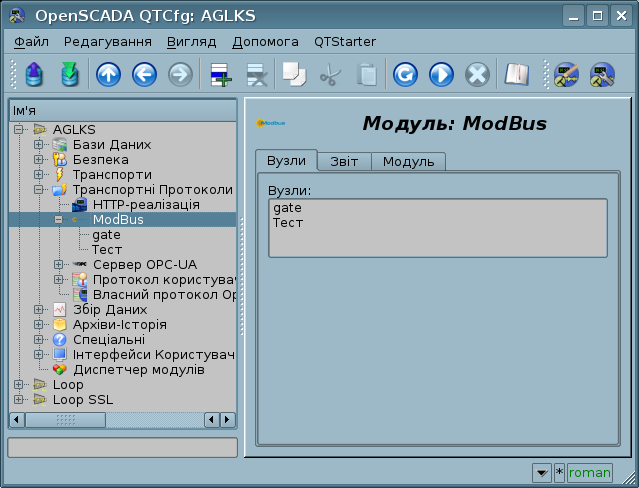 OpenSCADA QTCfg: AGLKS
Файл Редагування Вигляд Допомога QTStarter
Ім'я
AGLKS
Бази Даних
Безпека
Транспорти
Транспортні Протоколи
HTTP-реалізація
ModBus
gate
Тест
Сервер OPC-UA
Протокол користувач
Власний протокол Op
Збір Даних
Архіви-Історія
Спеціальні
Інтерфейси Користувач
Диспетчер модулів
Loop
Loop SSL
Modbus
Модуль: ModBus
Вузли Звіт Модуль
Вузли:
gate
Тест
* roman